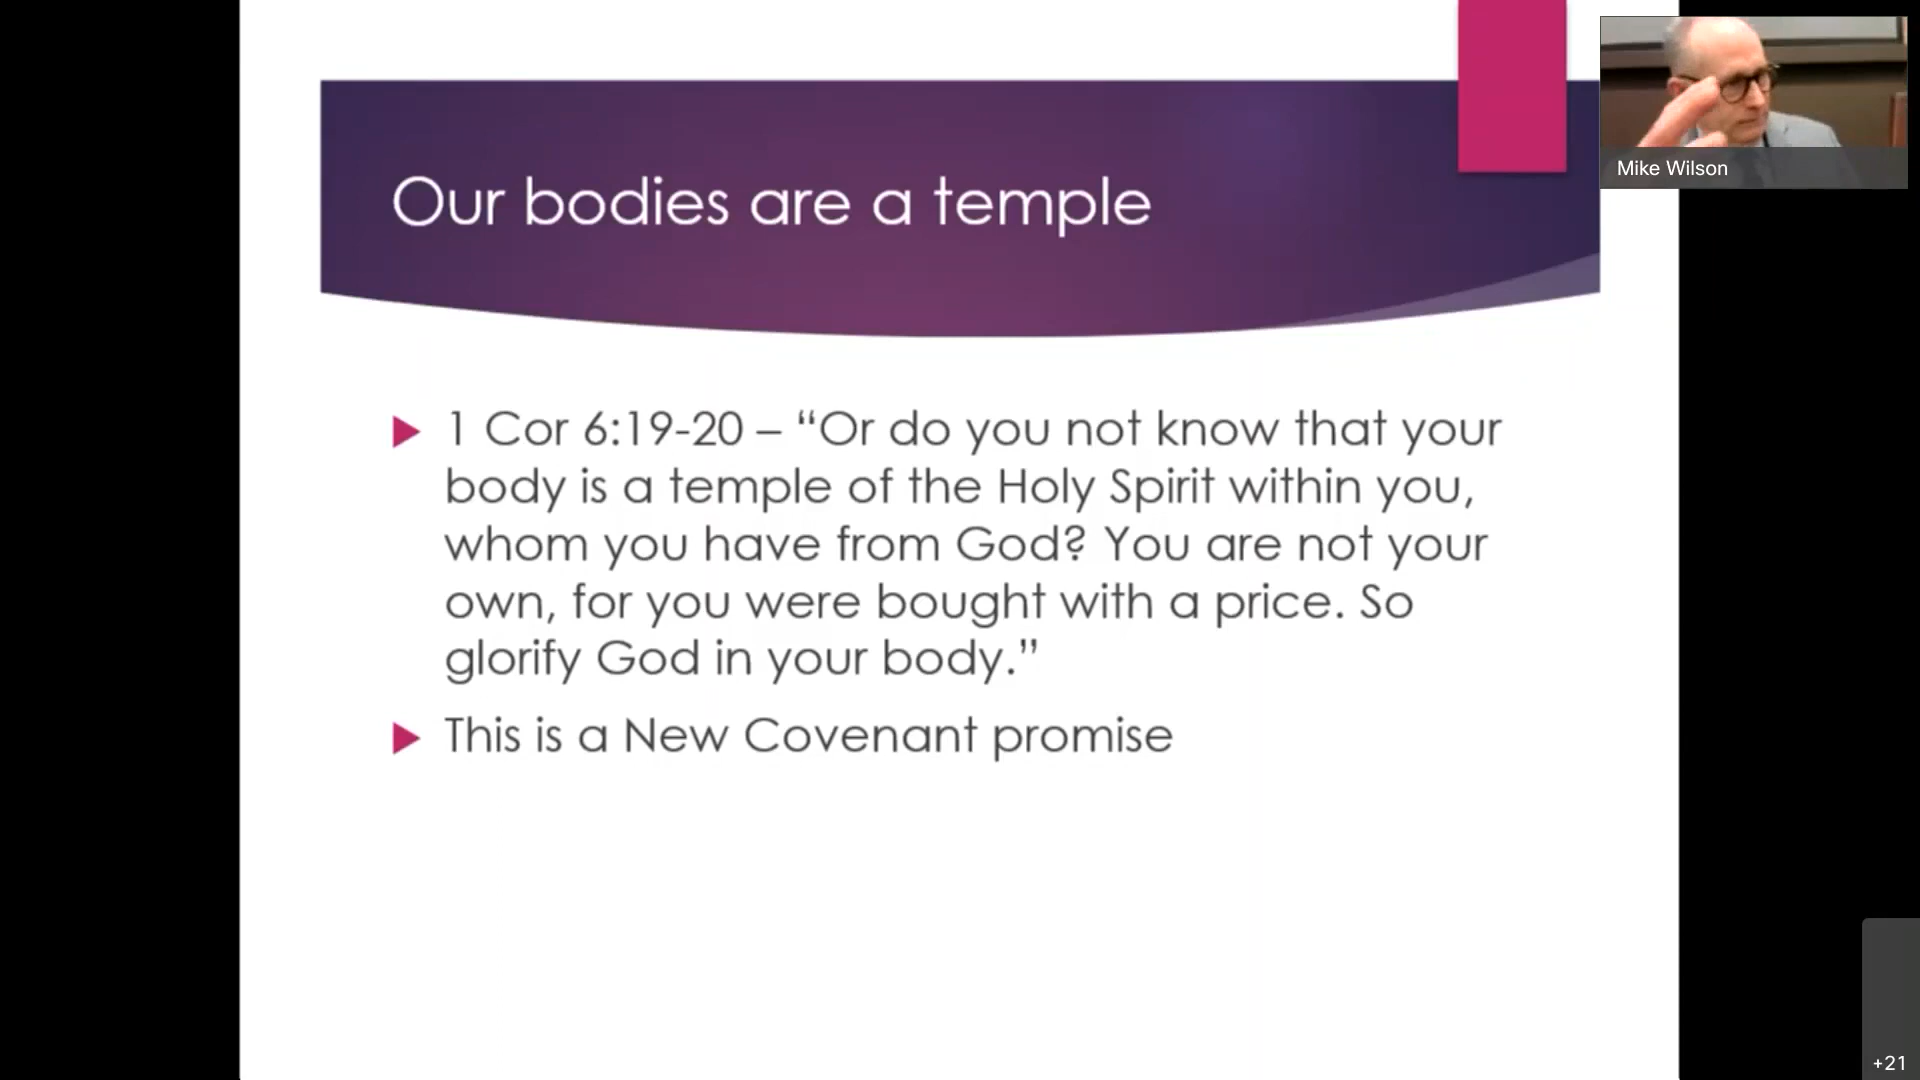 Our bodies are a temple
Mike Wilson
1 Cor 6:19-20 – “Or do you not know that your
body is a temple of the Holy Spirit within you,
whom you have from God? You are not your
own, for you were bought with a price. So
glorify God in your body.”
This is a New Covenant promise
+21